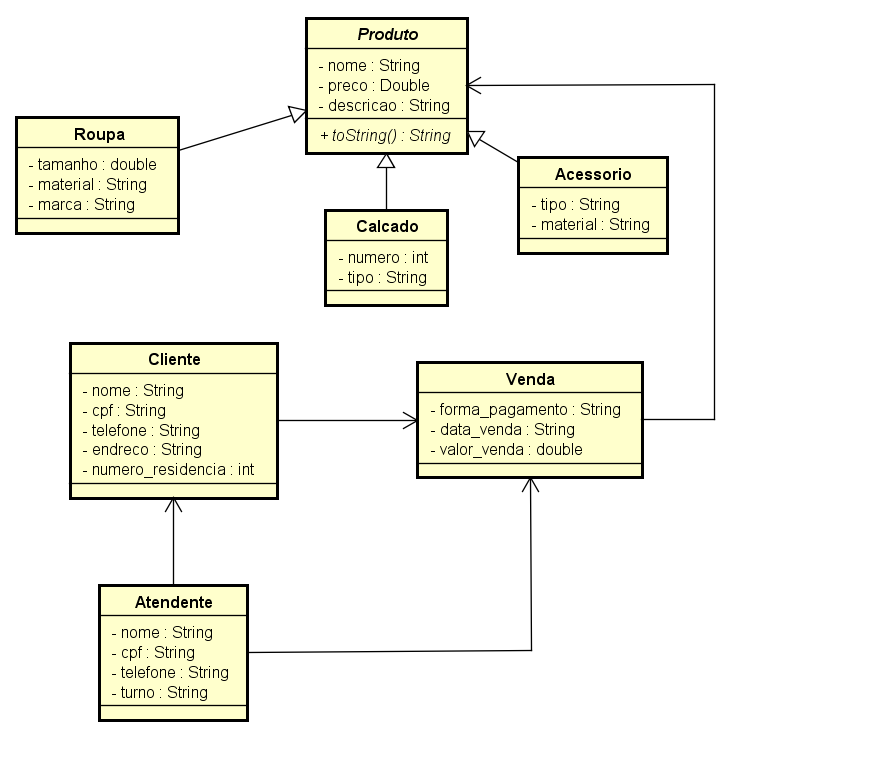 Produto
- nome : String
- preco : Double
- descricao : String
+ toString() : String
Roupa
- tamanho : double
- material : String
- marca : String
Acessorio
- tipo : String
- material : String
Calcado
- numero : int
- tipo : String
Cliente
- nome : String
- cpf : String
- telefone : String
- endreco : String
- numero_residencia : int
Venda
- forma_pagamento : String
- data_venda : String
- valor_venda : double
Atendente
- nome : String
- cpf : String
- telefone : String
- turno : String